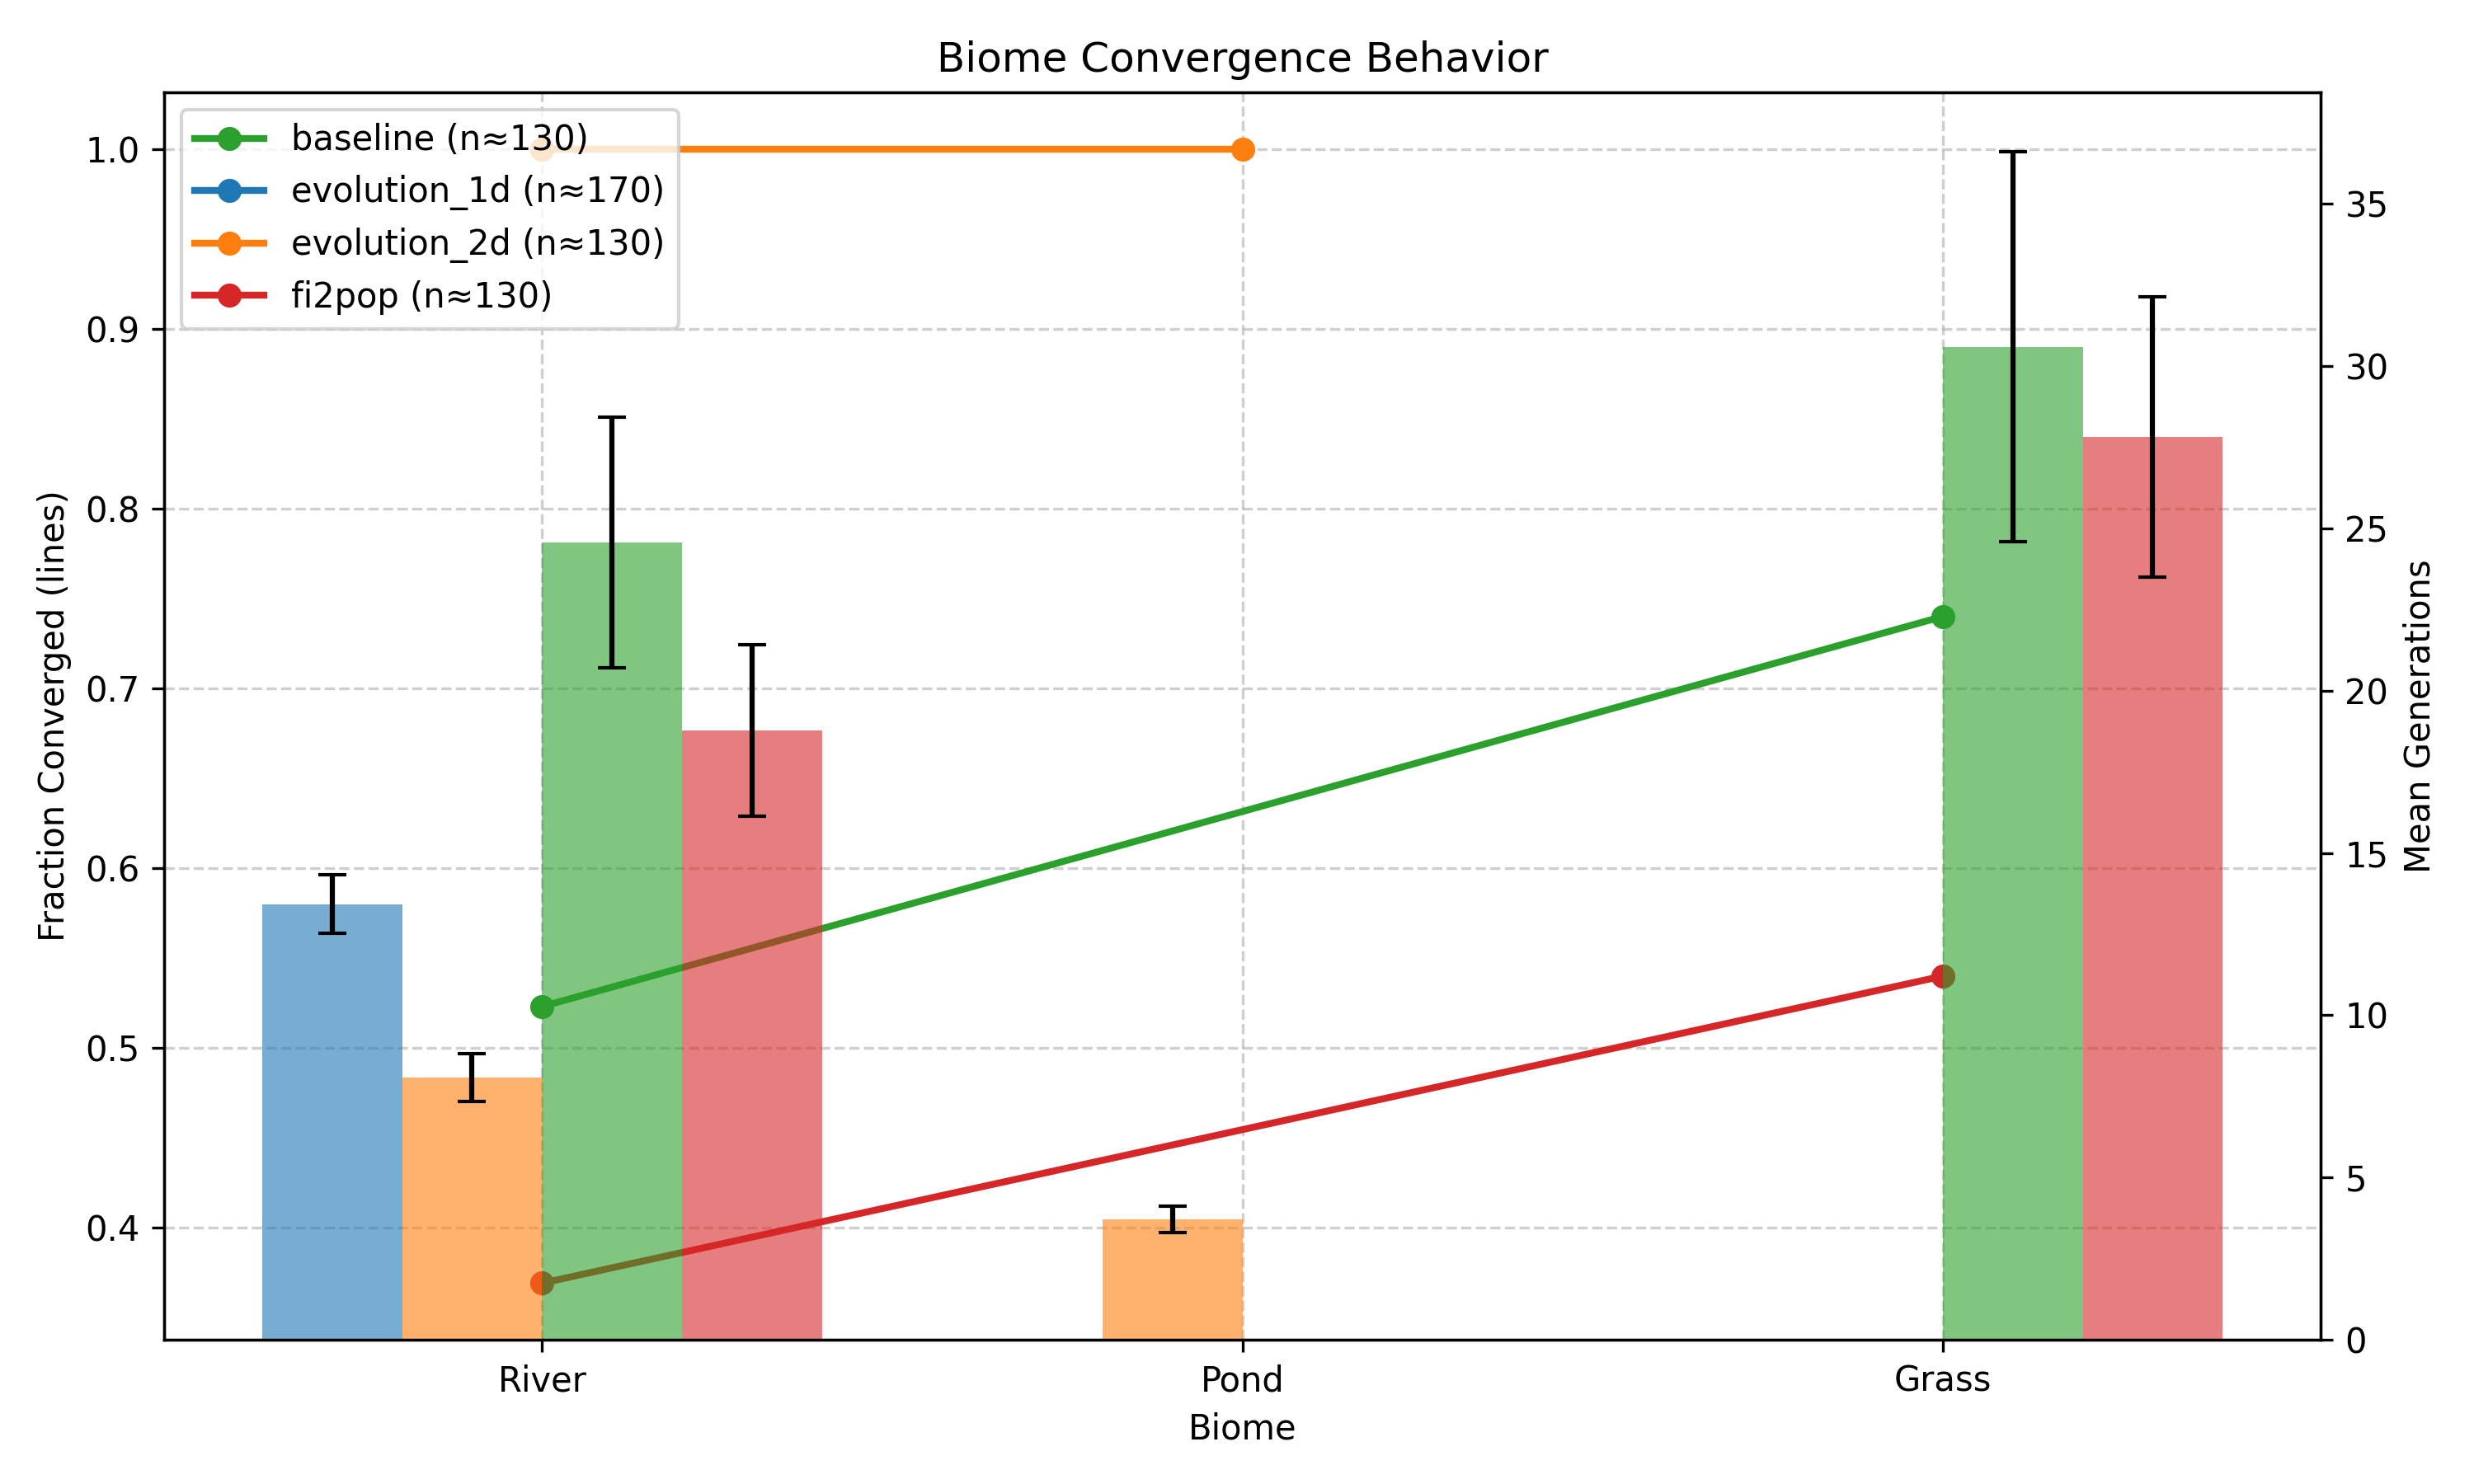 Biome Convergence Behavior
baseline (n≈130)
evolution_1d (n≈170)
evolution_2d (n≈130)
fi2pop (n≈130)
Fraction Converged (lines)
1.0
0.9
0.8
0.7
0.6
0.5
0.4
35
30
25
20
15
10
5
0
Mean Generations
River
Pond
Grass
Biome